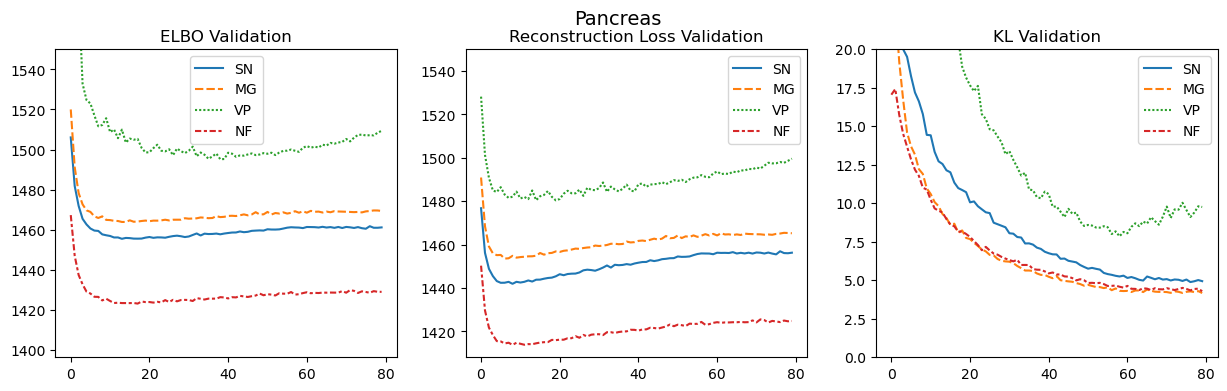 Pancreas
ELBO Validation
1540
1520
1500
1480
1460
1440
1420
1400
0
20
40
60
80
SN
MG
VP
NF
Reconstruction Loss Validation
1540
1520
1500
1480
1460
1440
1420
0
20
40
60
80
SN
MG
VP
NF
KL Validation
20.0
17.5
15.0
12.5
10.0
7.5
5.0
2.5
0.0
0
20
40
60
80
SN
MG
VP
NF